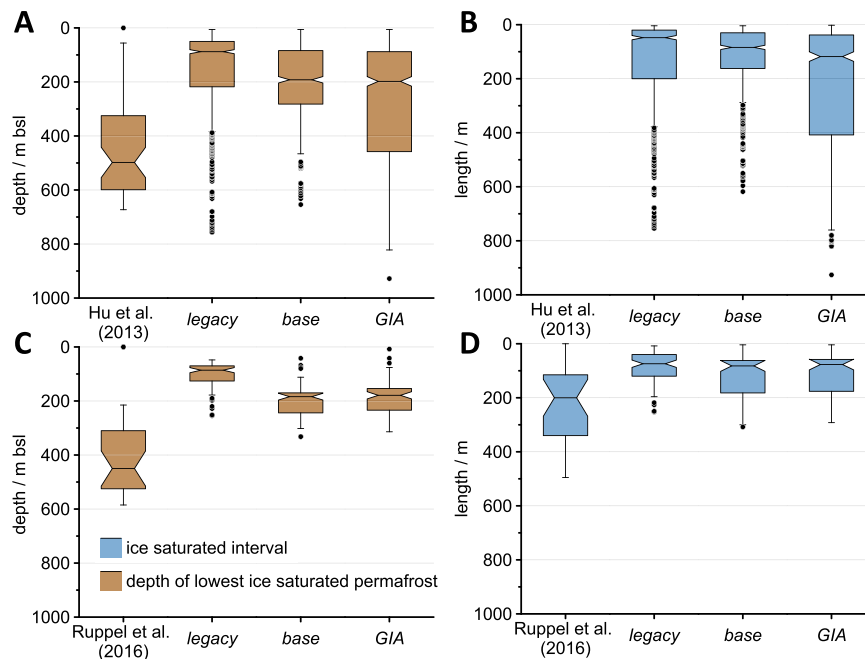 A
0
200
400
600
800
1000
depth / m bsl
Hu et al.
(2013)
legacy
base
GIA
B
0
200
400
600
800
1000
length / m
Hu et al.
(2013)
legacy
base
GIA
C
0
200
400
600
800
1000
depth / m bsl
ice saturated interval
depth of lowest ice saturated permafrost
Ruppel et al.
(2016)
legacy
base
GIA
D
0
200
400
600
800
1000
length / m
Ruppel et al.
(2016)
legacy
base
GIA